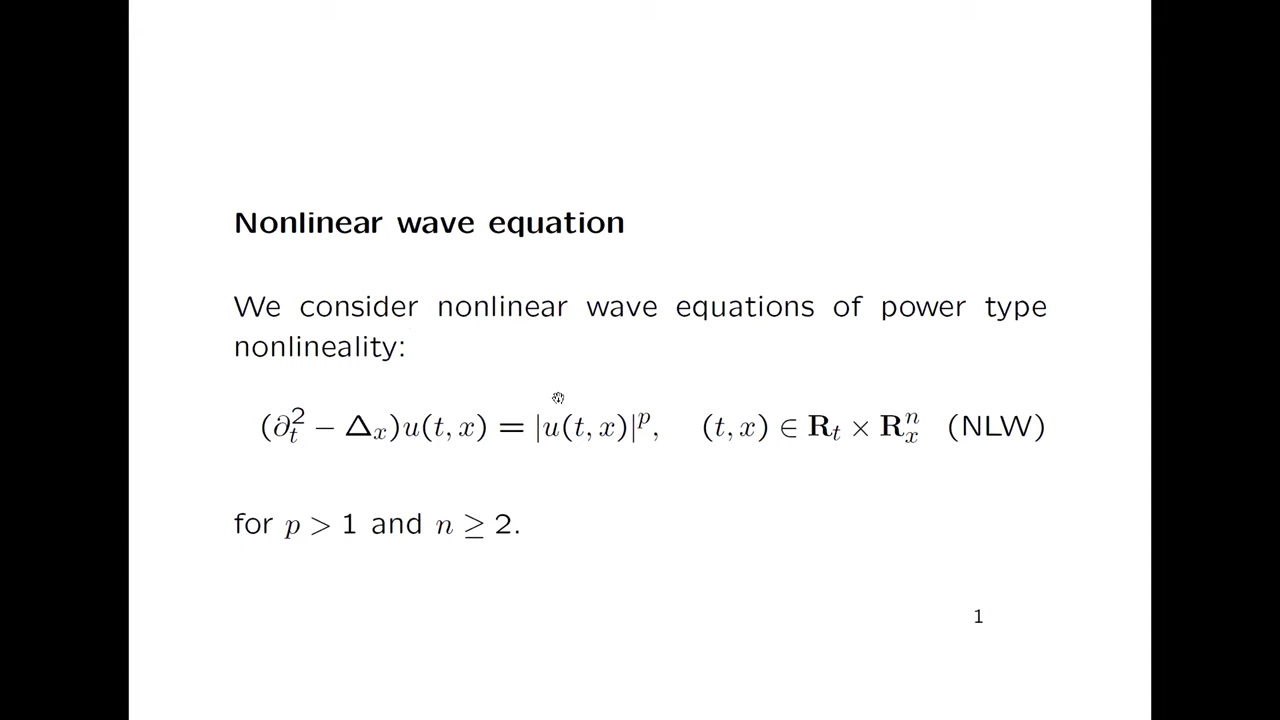 Nonlinear wave equation
We consider nonlinear wave equations of power type
nonlineality:
(∂_t^2 − Δ_x)u(t, x) = |u(t, x)|^p, (t, x) ∈ R_t × R_x^n (NLW)
for p > 1 and n ≥ 2.
1